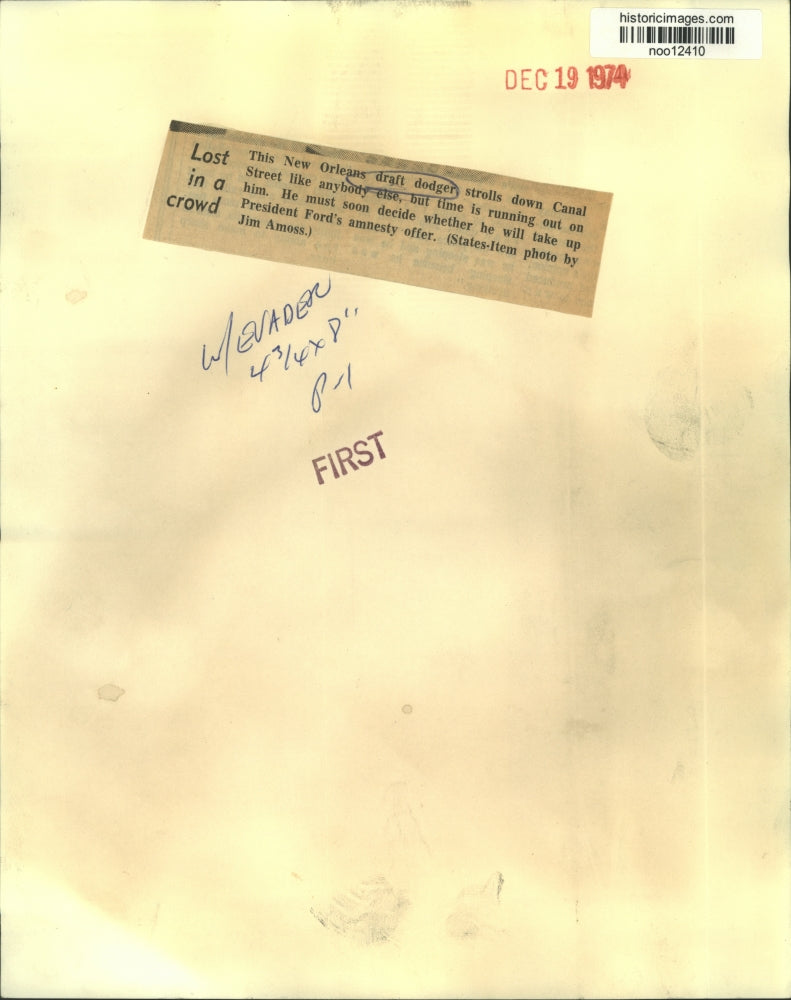 historicimages.com
noo12410
DEC 19 1974
Lost
in a
crowd
This New Orleans draft dodger strolls down Canal
Street like anybody else, but time is running out on
him. He must soon decide whether he will take up
President Ford's amnesty offer. (States-Item photo by
Jim Amoss.)
W/EVADER
4 3/4 x 8"
P-1
FIRST